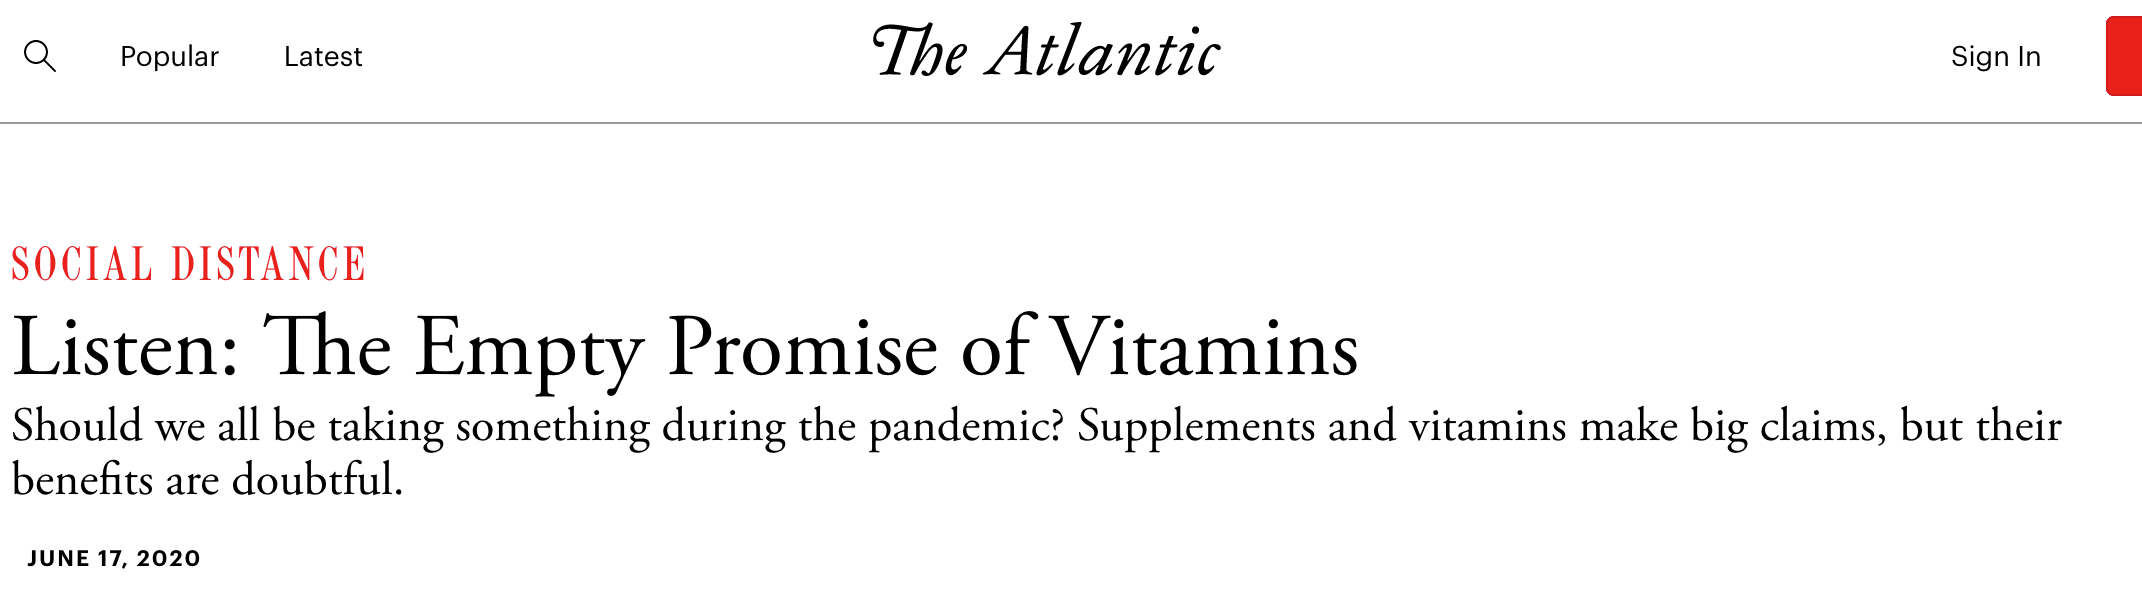 Popular Latest The Atlantic Sign In
SOCIAL DISTANCE
Listen: The Empty Promise of Vitamins
Should we all be taking something during the pandemic? Supplements and vitamins make big claims, but their
benefits are doubtful.
JUNE 17, 2020